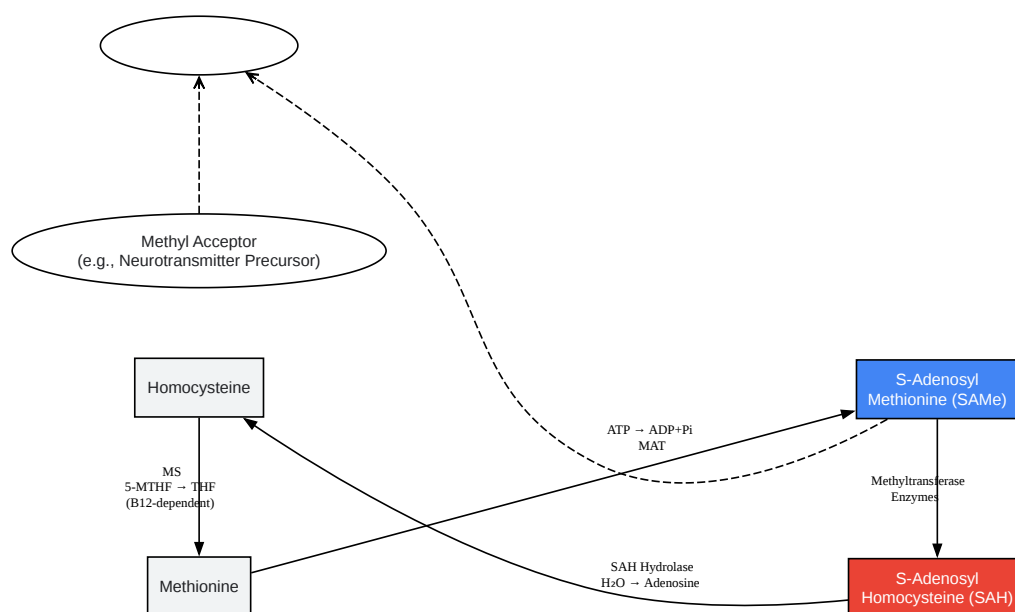 Methyl Acceptor
(e.g., Neurotransmitter Precursor)
Homocysteine
S-Adenosyl
Methionine (SAMe)
ATP → ADP+Pi
MAT
MS
5-MTHF → THF
(B12-dependent)
Methyltransferase
Enzymes
SAH Hydrolase
H₂O → Adenosine
Methionine
S-Adenosyl
Homocysteine (SAH)